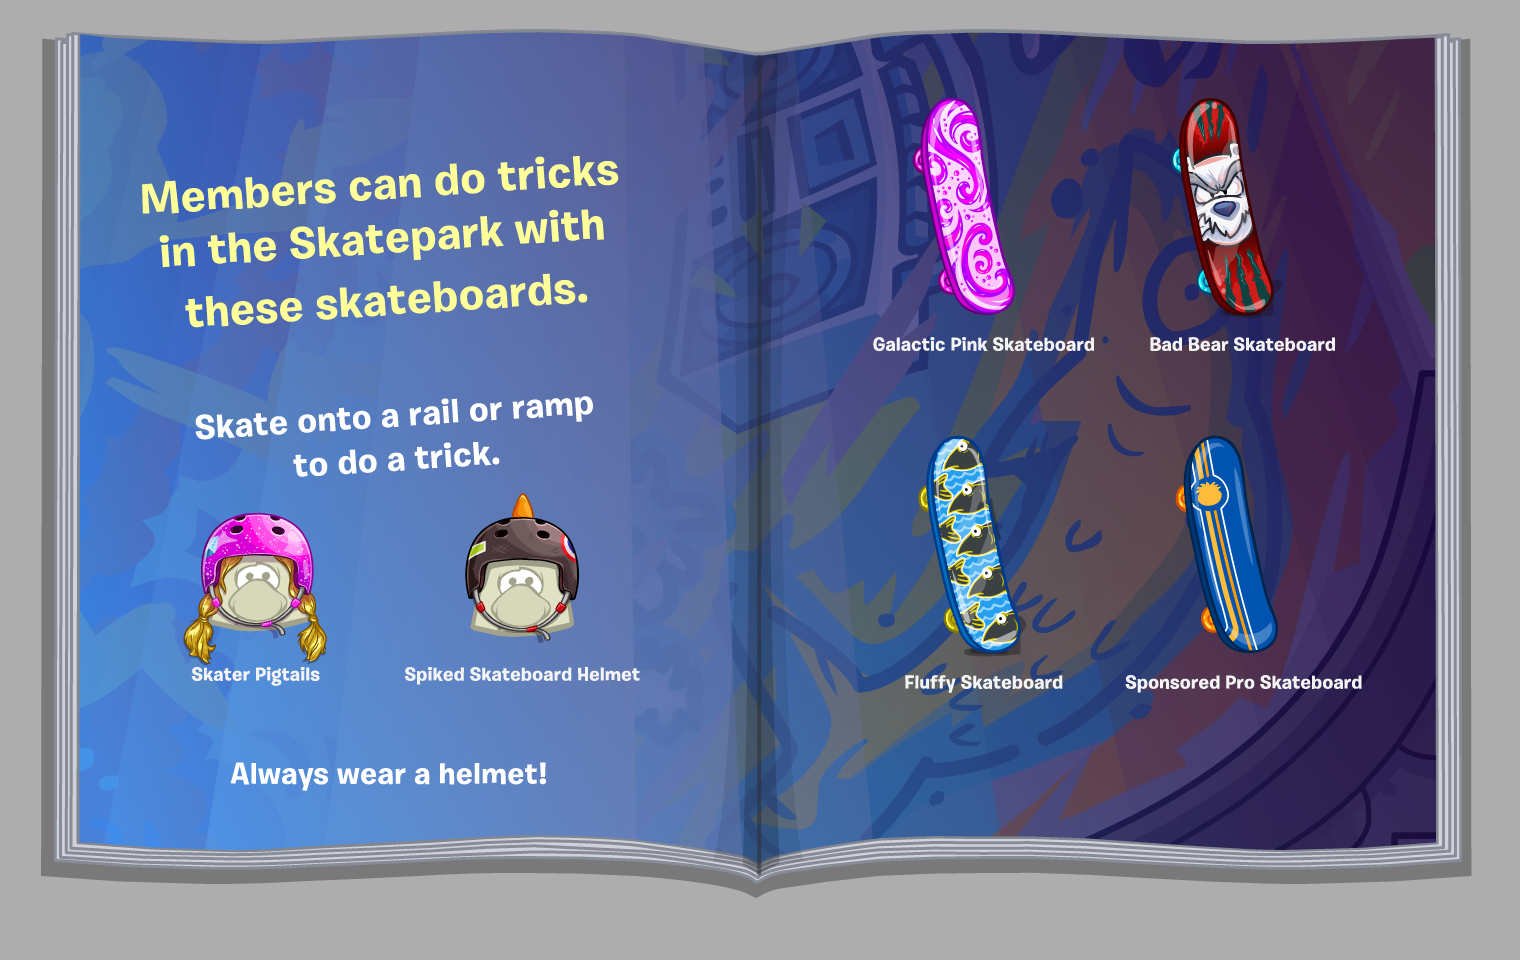 Members can do tricks
in the Skatepark with
these skateboards.
Skate onto a rail or ramp
to do a trick.
Skater Pigtails
Spiked Skateboard Helmet
Always wear a helmet!
Galactic Pink Skateboard
Bad Bear Skateboard
Fluffy Skateboard
Sponsored Pro Skateboard